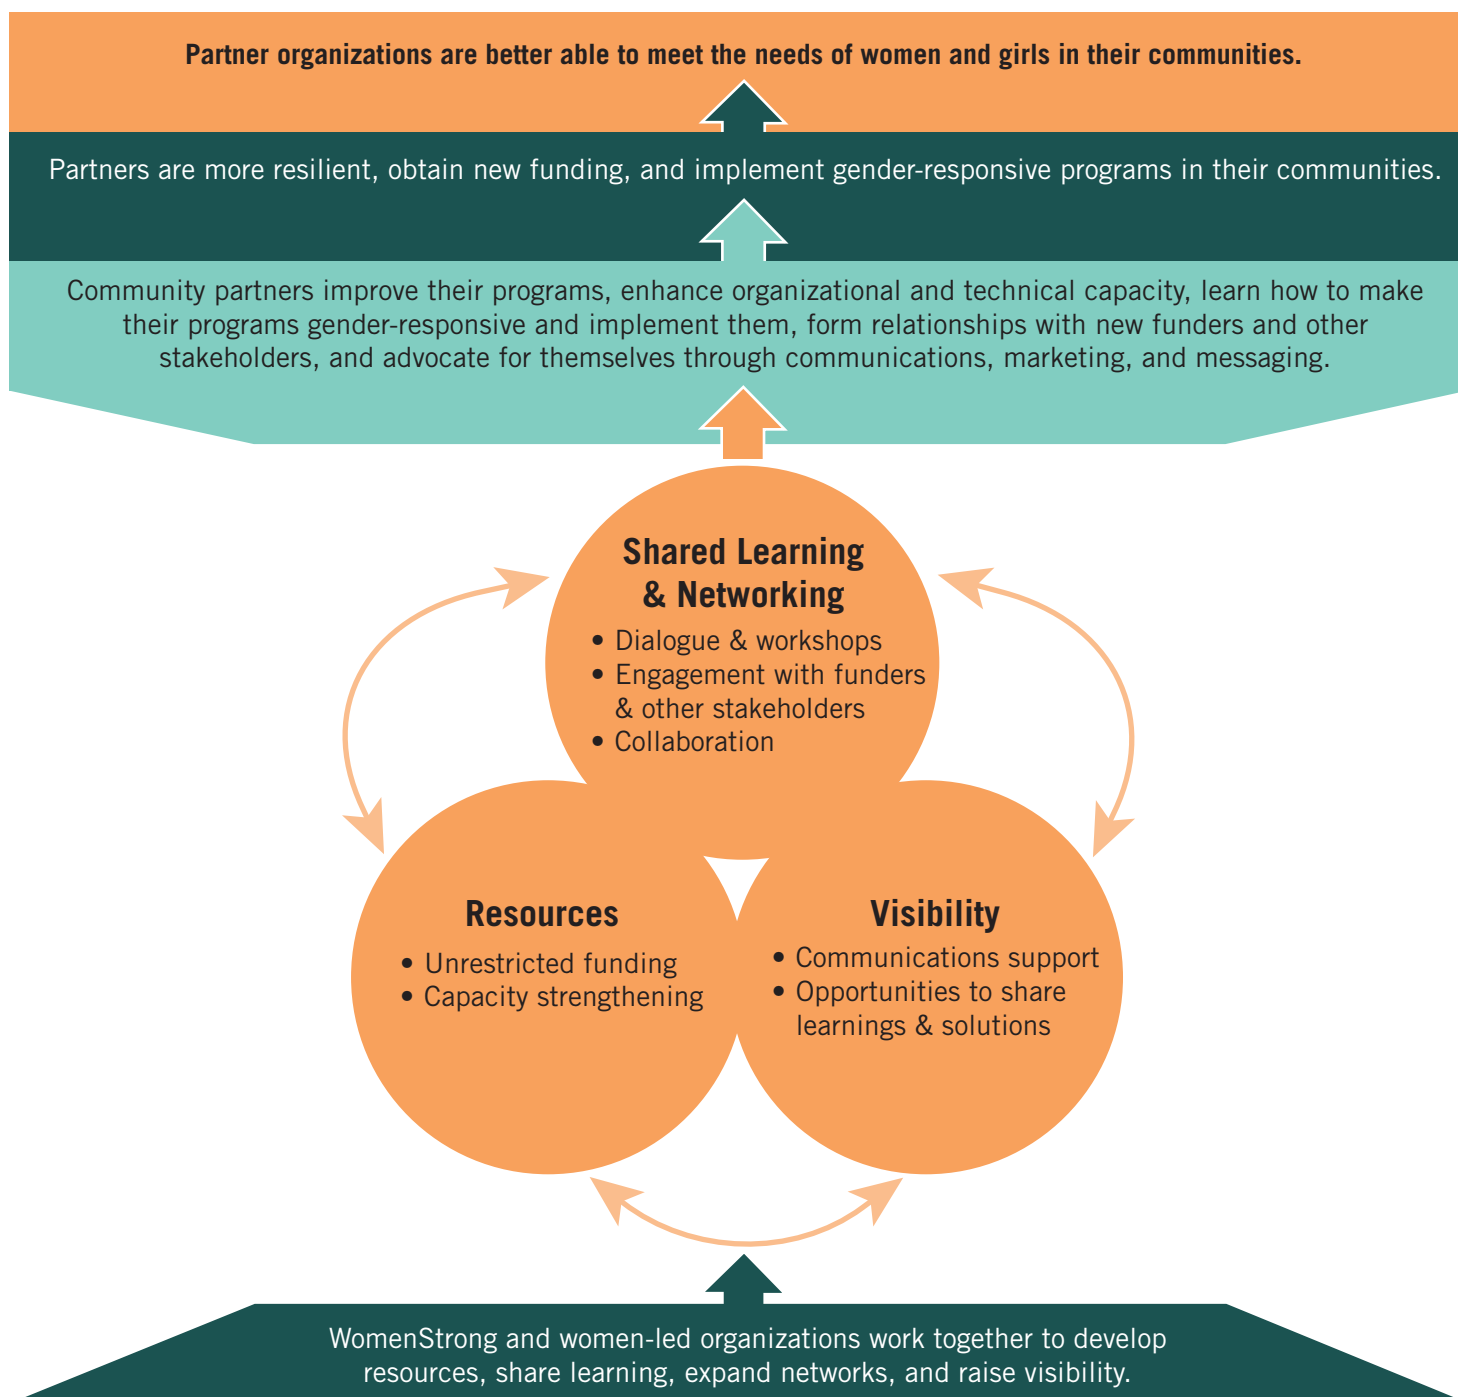 Partner organizations are better able to meet the needs of women and girls in their communities.
Partners are more resilient, obtain new funding, and implement gender-responsive programs in their communities.
Community partners improve their programs, enhance organizational and technical capacity, learn how to make
their programs gender-responsive and implement them, form relationships with new funders and other
stakeholders, and advocate for themselves through communications, marketing, and messaging.
Shared Learning
& Networking
• Dialogue & workshops
• Engagement with funders
& other stakeholders
• Collaboration
Resources
• Unrestricted funding
• Capacity strengthening
Visibility
• Communications support
• Opportunities to share
learnings & solutions
WomenStrong and women-led organizations work together to develop
resources, share learning, expand networks, and raise visibility.